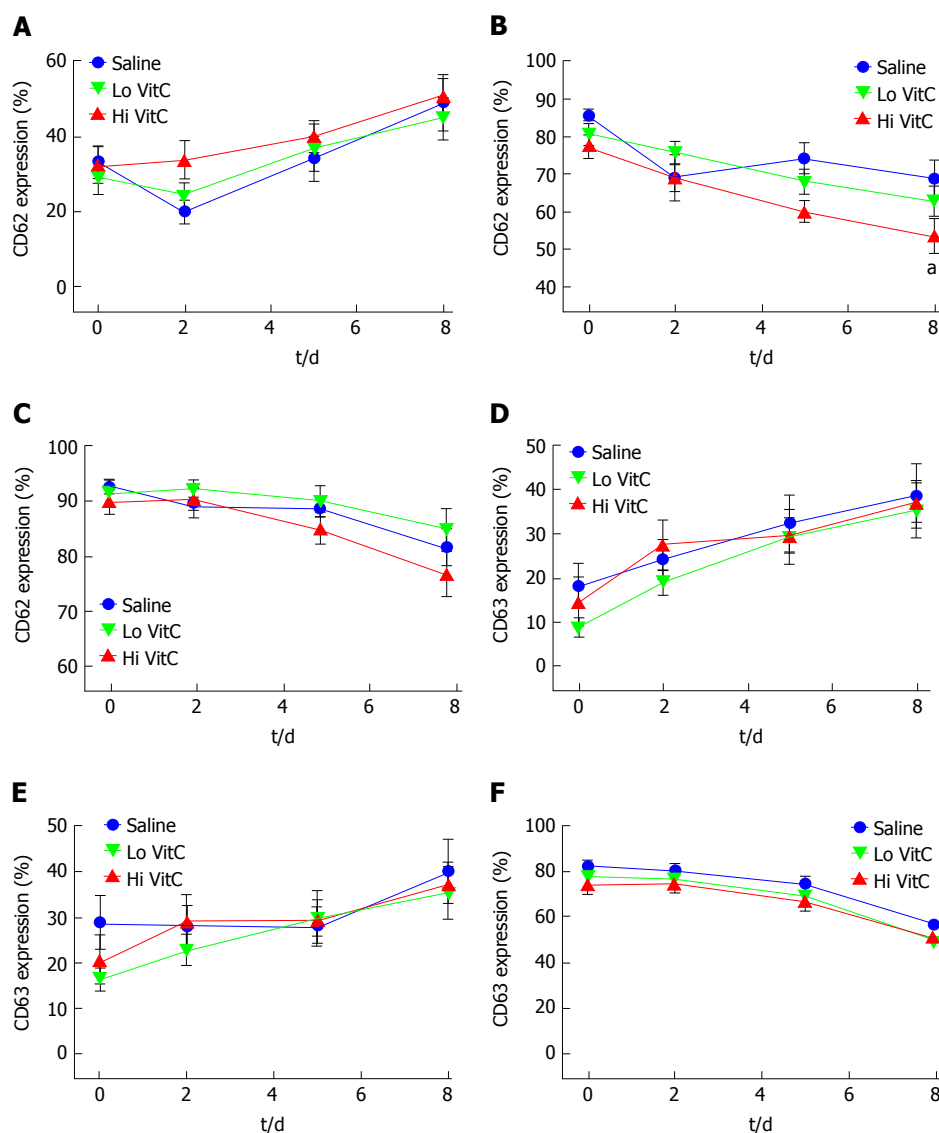 A
Saline
Lo VitC
Hi VitC
CD62 expression (%)
60
40
20
0
0 2 4 6 8
t/d
B
Saline
Lo VitC
Hi VitC
CD62 expression (%)
100
90
80
70
60
50
40
a
0 2 4 6 8
t/d
C
Saline
Lo VitC
Hi VitC
CD62 expression (%)
100
90
80
90
70
60
0 2 4 6 8
t/d
D
Saline
Lo VitC
Hi VitC
CD63 expression (%)
50
40
30
20
10
0
0 2 4 6 8
t/d
E
Saline
Lo VitC
Hi VitC
CD63 expression (%)
50
40
30
20
10
0
0 2 4 6 8
t/d
F
Saline
Lo VitC
Hi VitC
CD63 expression (%)
100
80
60
40
20
0
0 2 4 6 8
t/d